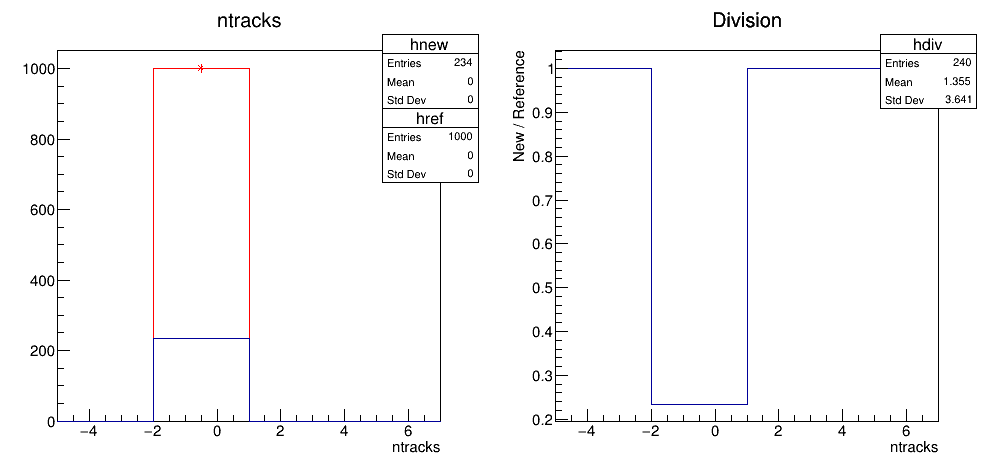 ntracks
hnew
Entries 234
Mean 0
Std Dev 0
href
Entries 1000
Mean 0
Std Dev 0
1000
800
600
400
200
0
−4 −2 0 2 4 6
ntracks
Division
hdiv
Entries 240
Mean 1.355
Std Dev 3.641
New / Reference
1
0.9
0.8
0.7
0.6
0.5
0.4
0.3
0.2
−4 −2 0 2 4 6
ntracks